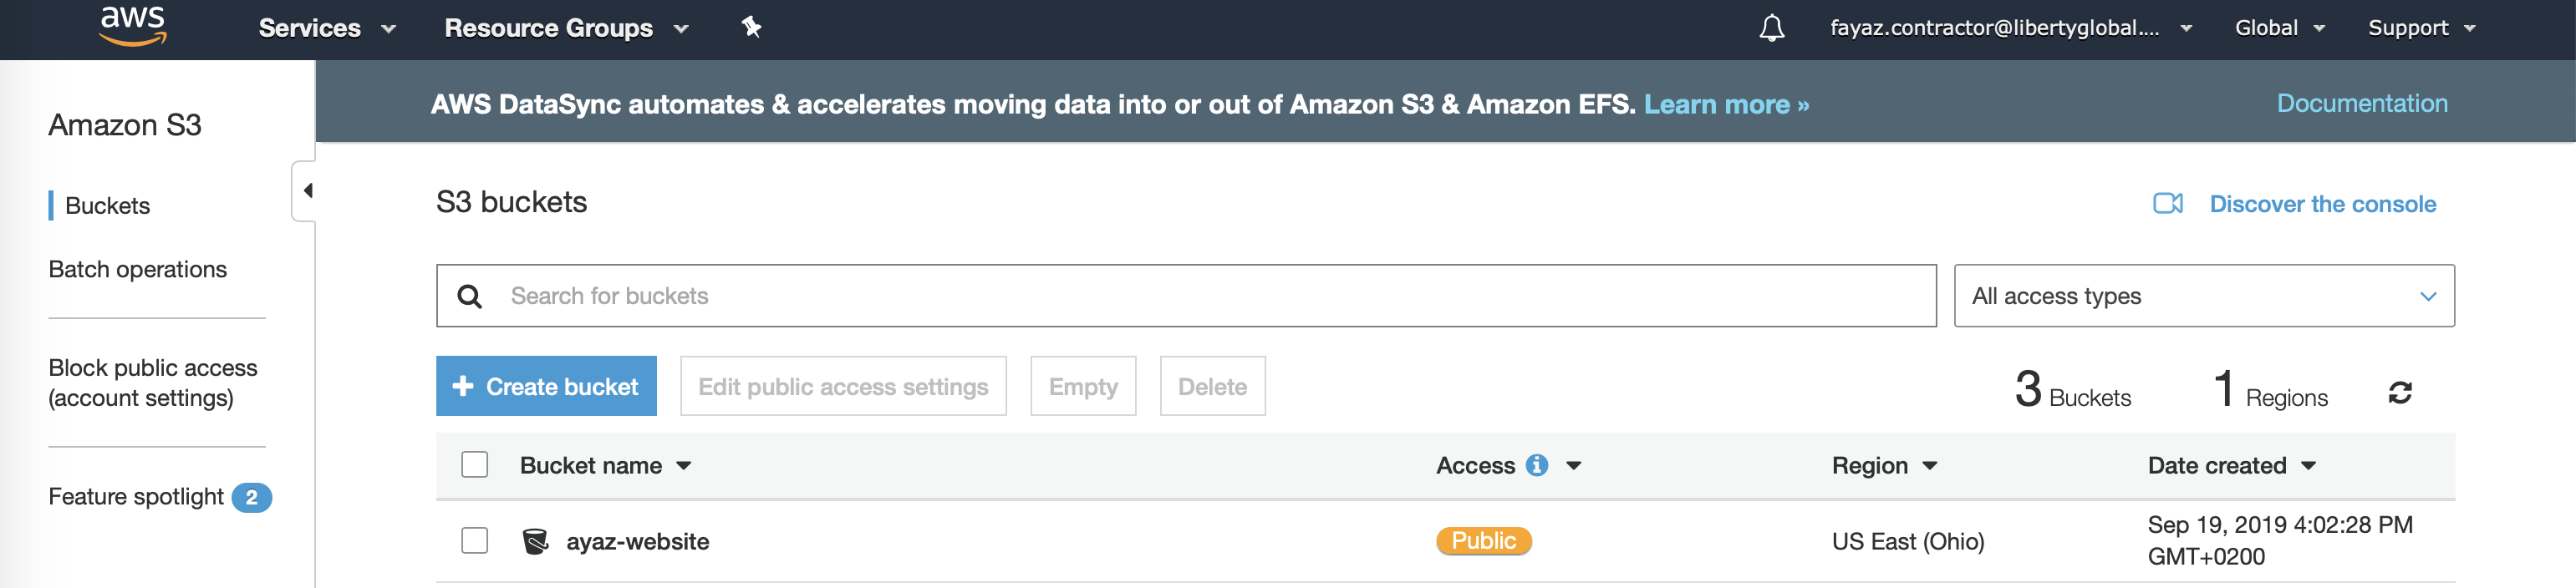 aws Services Resource Groups fayaz.contractor@libertyglobal.... Global Support
AWS DataSync automates & accelerates moving data into or out of Amazon S3 & Amazon EFS. Learn more » Documentation
Amazon S3
Buckets
Batch operations
Block public access
(account settings)
Feature spotlight 2
S3 buckets
Discover the console
Search for buckets
All access types
+ Create bucket Edit public access settings Empty Delete
3 Buckets 1 Regions
Bucket name Access i Region Date created
ayaz-website Public US East (Ohio) Sep 19, 2019 4:02:28 PM
GMT+0200